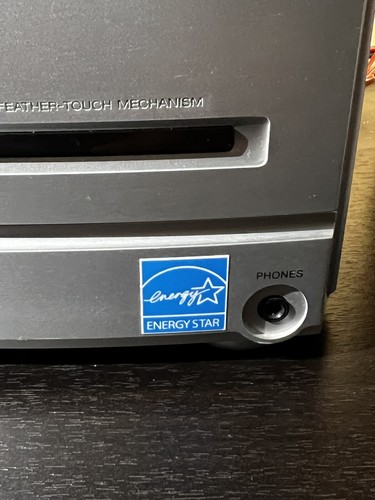 FEATHER-TOUCH MECHANISM
PHONES
energy
ENERGY STAR